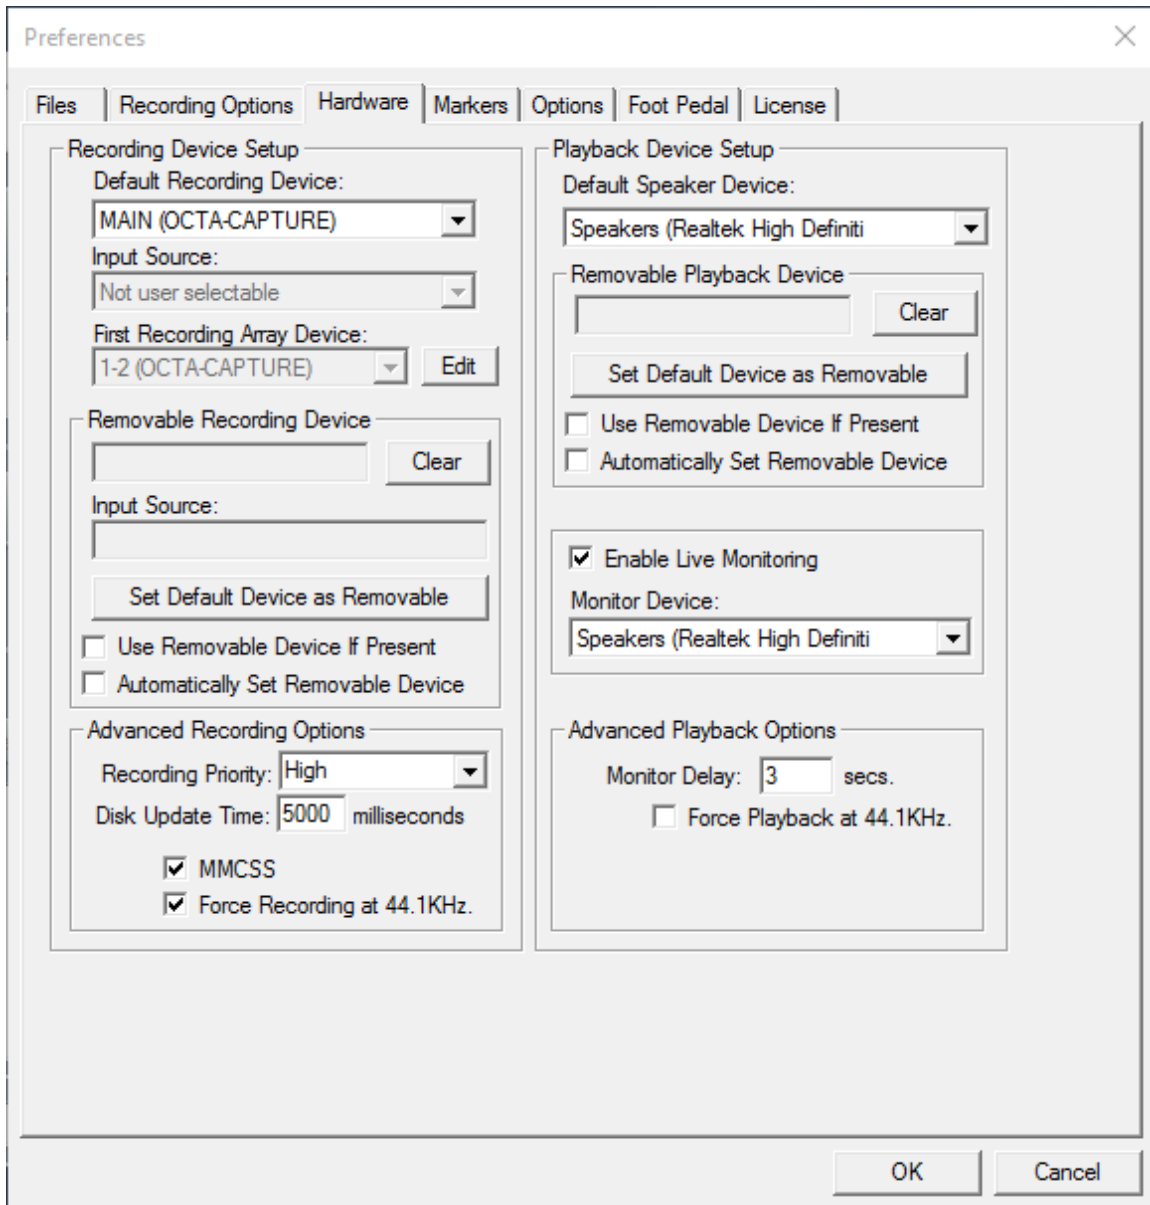 Preferences
Files Recording Options Hardware Markers Options Foot Pedal License
Recording Device Setup
Default Recording Device:
MAIN (OCTA-CAPTURE)
Input Source:
Not user selectable
First Recording Array Device:
1-2 (OCTA-CAPTURE) Edit
Removable Recording Device
Clear
Input Source:
Set Default Device as Removable
Use Removable Device If Present
Automatically Set Removable Device
Advanced Recording Options
Recording Priority: High
Disk Update Time: 5000 milliseconds
MMCSS
Force Recording at 44.1KHz.
Playback Device Setup
Default Speaker Device:
Speakers (Realtek High Definiti
Removable Playback Device
Clear
Set Default Device as Removable
Use Removable Device If Present
Automatically Set Removable Device
Enable Live Monitoring
Monitor Device:
Speakers (Realtek High Definiti
Advanced Playback Options
Monitor Delay: 3 secs.
Force Playback at 44.1KHz.
OK Cancel